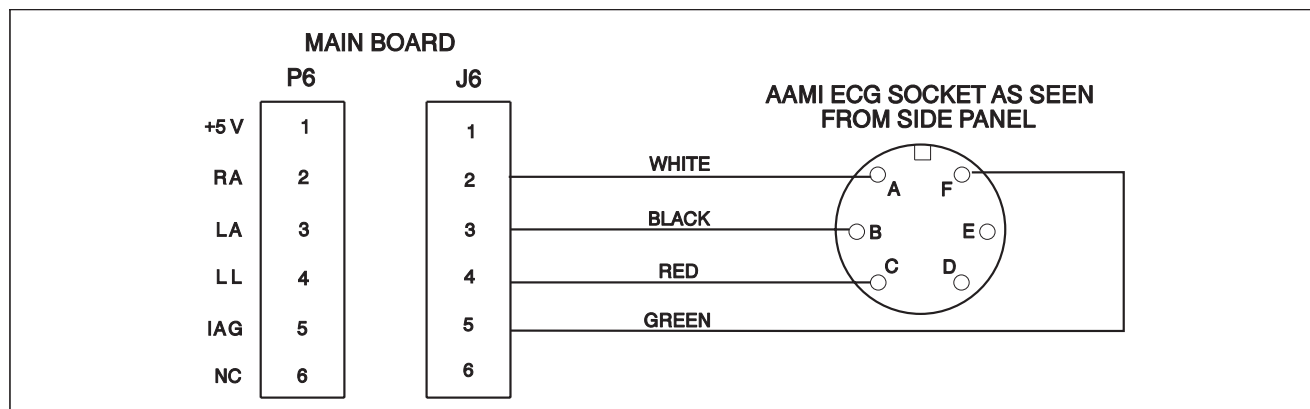 MAIN BOARD
P6
J6
AAMI ECG SOCKET AS SEEN
FROM SIDE PANEL
+5 V 1 1
RA 2 2 WHITE A F
LA 3 3 BLACK B E
LL 4 4 RED C D
IAG 5 5 GREEN
NC 6 6